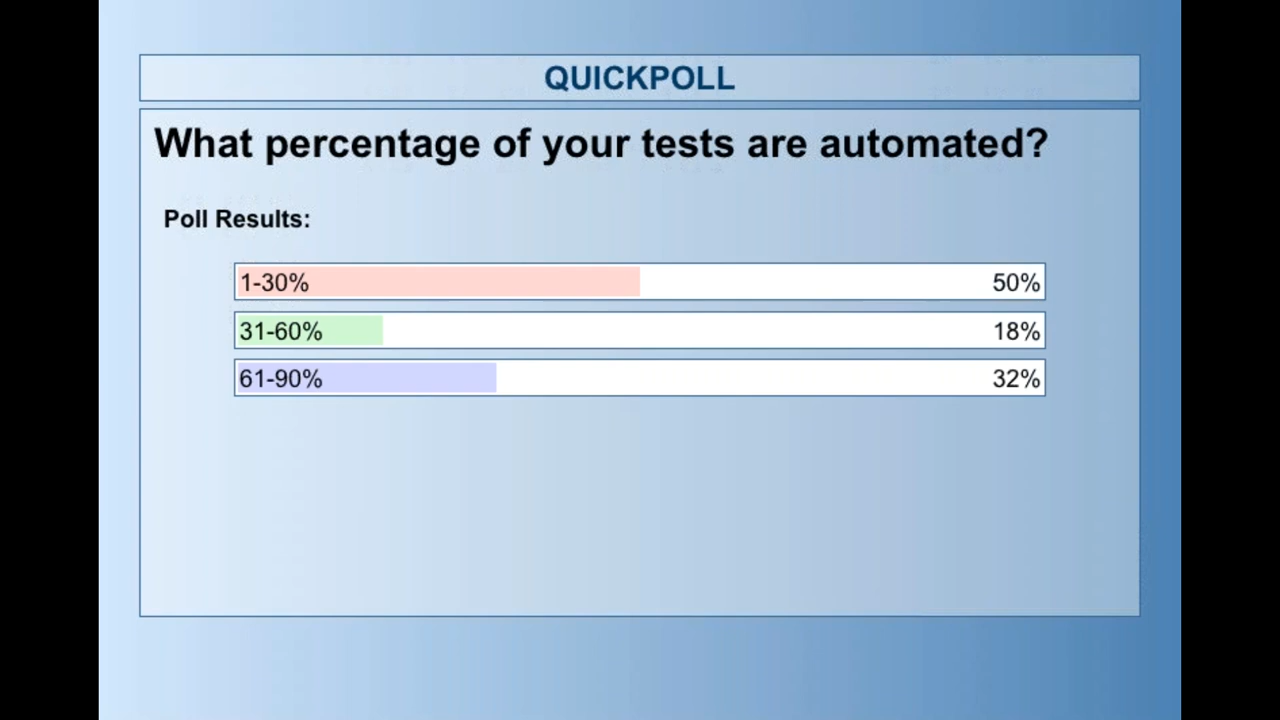 QUICKPOLL
What percentage of your tests are automated?
Poll Results:
1-30% 50%
31-60% 18%
61-90% 32%